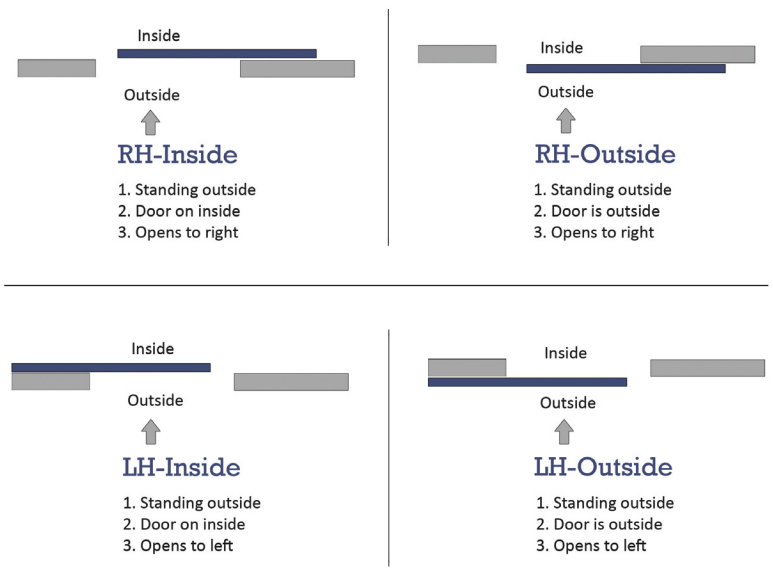 Inside
Outside
RH-Inside
1. Standing outside
2. Door on inside
3. Opens to right
Inside
Outside
RH-Outside
1. Standing outside
2. Door is outside
3. Opens to right
Inside
Outside
LH-Inside
1. Standing outside
2. Door on inside
3. Opens to left
Inside
Outside
LH-Outside
1. Standing outside
2. Door is outside
3. Opens to left